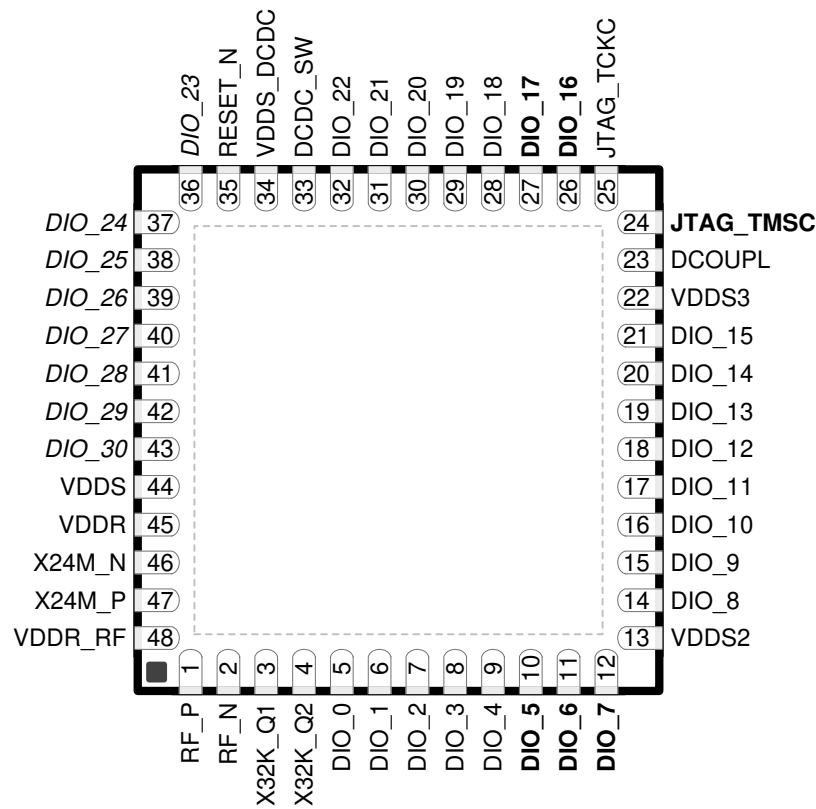 DIO_23
RESET_N
VDDS_DCDC
DCDC_SW
DIO_22
DIO_21
DIO_20
DIO_19
DIO_18
DIO_17
DIO_16
JTAG_TCKC
36
35
34
33
32
31
30
29
28
27
26
25
DIO_24 37
DIO_25 38
DIO_26 39
DIO_27 40
DIO_28 41
DIO_29 42
DIO_30 43
VDDS 44
VDDR 45
X24M_N 46
X24M_P 47
VDDR_RF 48
24 JTAG_TMSC
23 DCOUPL
22 VDDS3
21 DIO_15
20 DIO_14
19 DIO_13
18 DIO_12
17 DIO_11
16 DIO_10
15 DIO_9
14 DIO_8
13 VDDS2
1
2
3
4
5
6
7
8
9
10
11
12
RF_P
RF_N
X32K_Q1
X32K_Q2
DIO_0
DIO_1
DIO_2
DIO_3
DIO_4
DIO_5
DIO_6
DIO_7